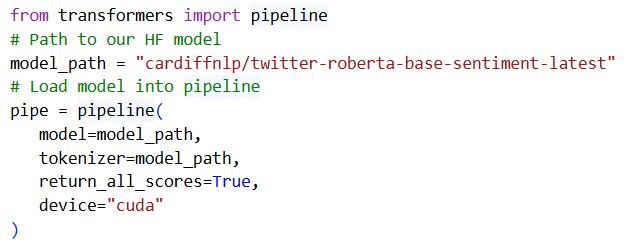 from transformers import pipeline
# Path to our HF model
model_path = "cardiffnlp/twitter-roberta-base-sentiment-latest"
# Load model into pipeline
pipe = pipeline(
   model=model_path,
   tokenizer=model_path,
   return_all_scores=True,
   device="cuda"
)